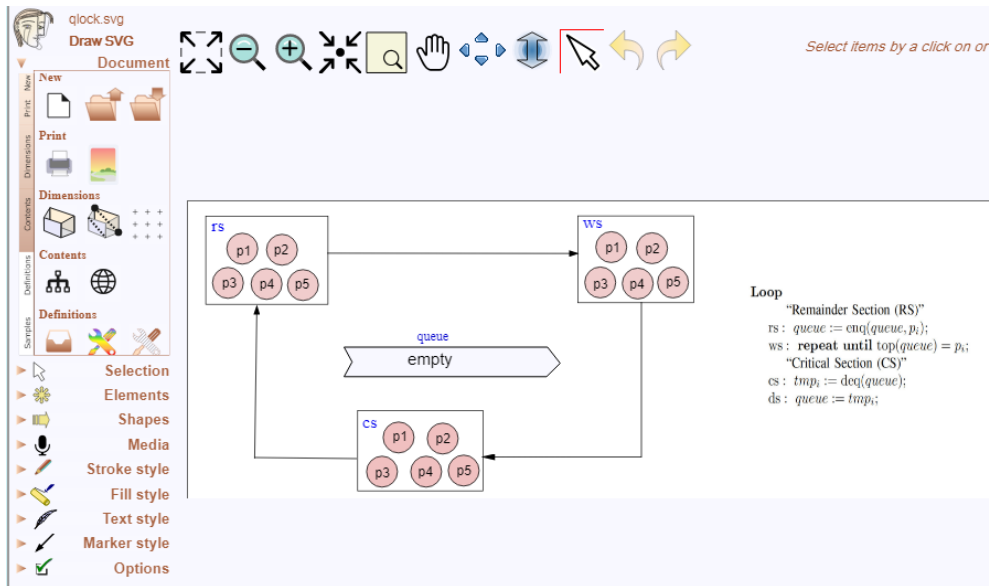 qlock.svg
Draw SVG
Select items by a click on or
Document
New
Print
Dimensions
Contents
Definitions
Samples
New
Print
Dimensions
Contents
Definitions
Selection
Elements
Shapes
Media
Stroke style
Fill style
Text style
Marker style
Options
rs
p1 p2
p3 p4 p5
ws
p1 p2
p3 p4 p5
queue
empty
cs
p1 p2
p3 p4 p5
Loop
“Remainder Section (RS)”
rs : queue := enq(queue, pᵢ);
ws : repeat until top(queue) = pᵢ;
“Critical Section (CS)”
cs : tmpᵢ := deq(queue);
ds : queue := tmpᵢ;